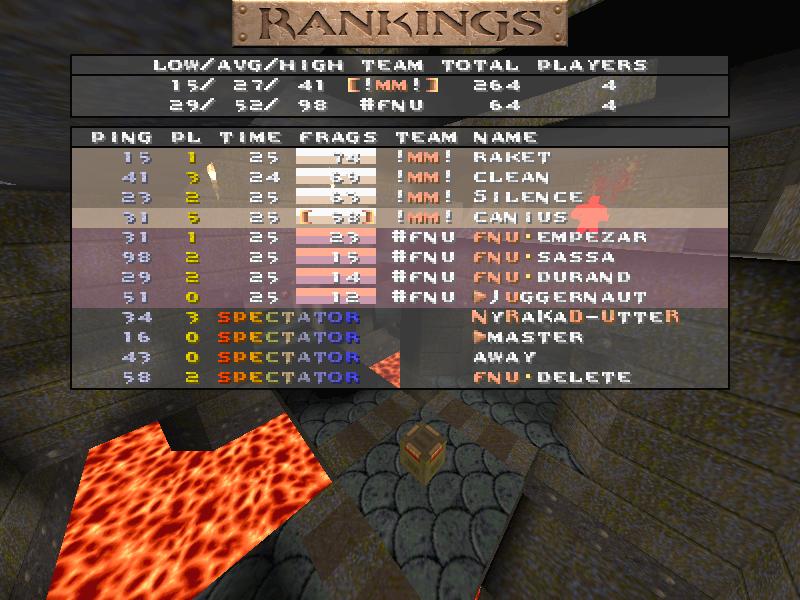 RANKINGS
LOW/AVG/HIGH TEAM TOTAL PLAYERS
15/ 27/ 41 [!MM!] 264 4
29/ 52/ 98 #FNU 64 4
PING PL TIME FRAGS TEAM NAME
15 1 25 74 !MM! RAKET
41 3 24 69 !MM! CLEAN
23 2 25 63 !MM! SILENCE
31 5 25 [ 58] !MM! CANIUS
31 1 25 23 #FNU FNU·EMPEZAR
98 2 25 15 #FNU FNU·SASSA
29 2 25 14 #FNU FNU·DURAND
51 0 25 12 #FNU JUGGERNAUT
34 3 SPECTATOR NYRAKAD-UTTER
16 0 SPECTATOR MASTER
43 0 SPECTATOR AWAY
58 2 SPECTATOR FNU·DELETE